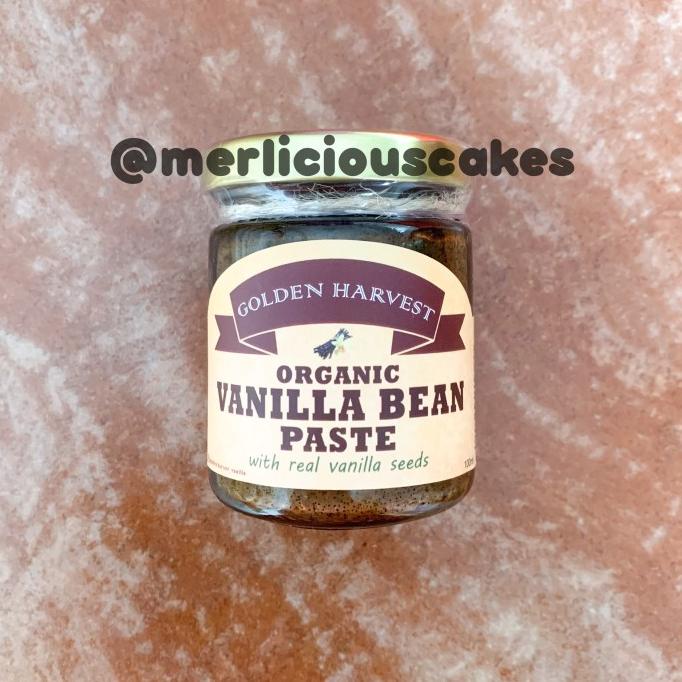 @merliciouscakes
GOLDEN HARVEST
ORGANIC
VANILLA BEAN
PASTE
with real vanilla seeds